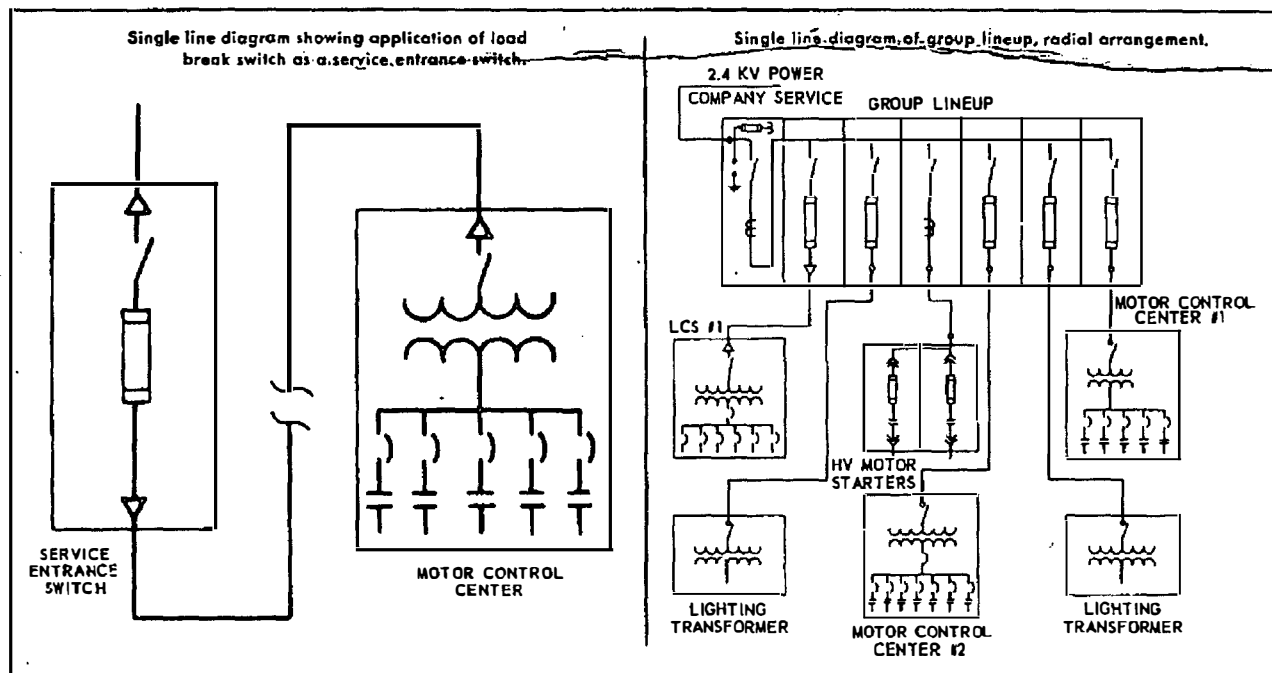 Single line diagram showing application of load
break switch as a service entrance switch.
SERVICE
ENTRANCE
SWITCH
MOTOR CONTROL
CENTER
Single line diagram of group lineup, radial arrangement.
2.4 KV POWER
COMPANY SERVICE
GROUP LINEUP
LCS #1
MOTOR CONTROL
CENTER #1
HV MOTOR
STARTERS
LIGHTING
TRANSFORMER
MOTOR CONTROL
CENTER #2
LIGHTING
TRANSFORMER